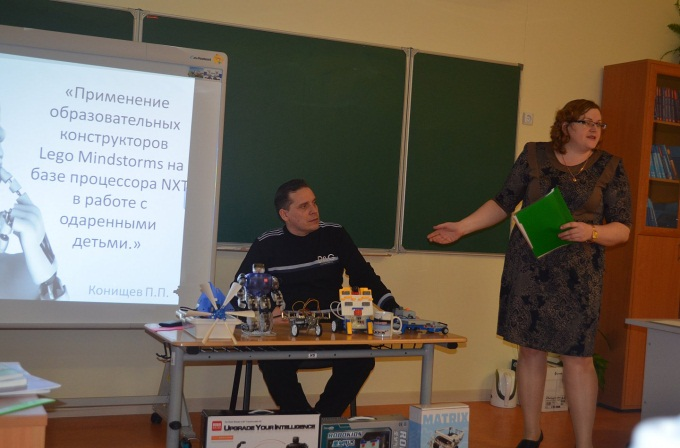 «Применение
образовательных
конструкторов
Lego Mindstorms на
базе процессора NXT
в работе с
одаренными
детьми.»
Конищев П.П.
D&G
UPGRADE YOUR INTELLIGENCE
MATRIX